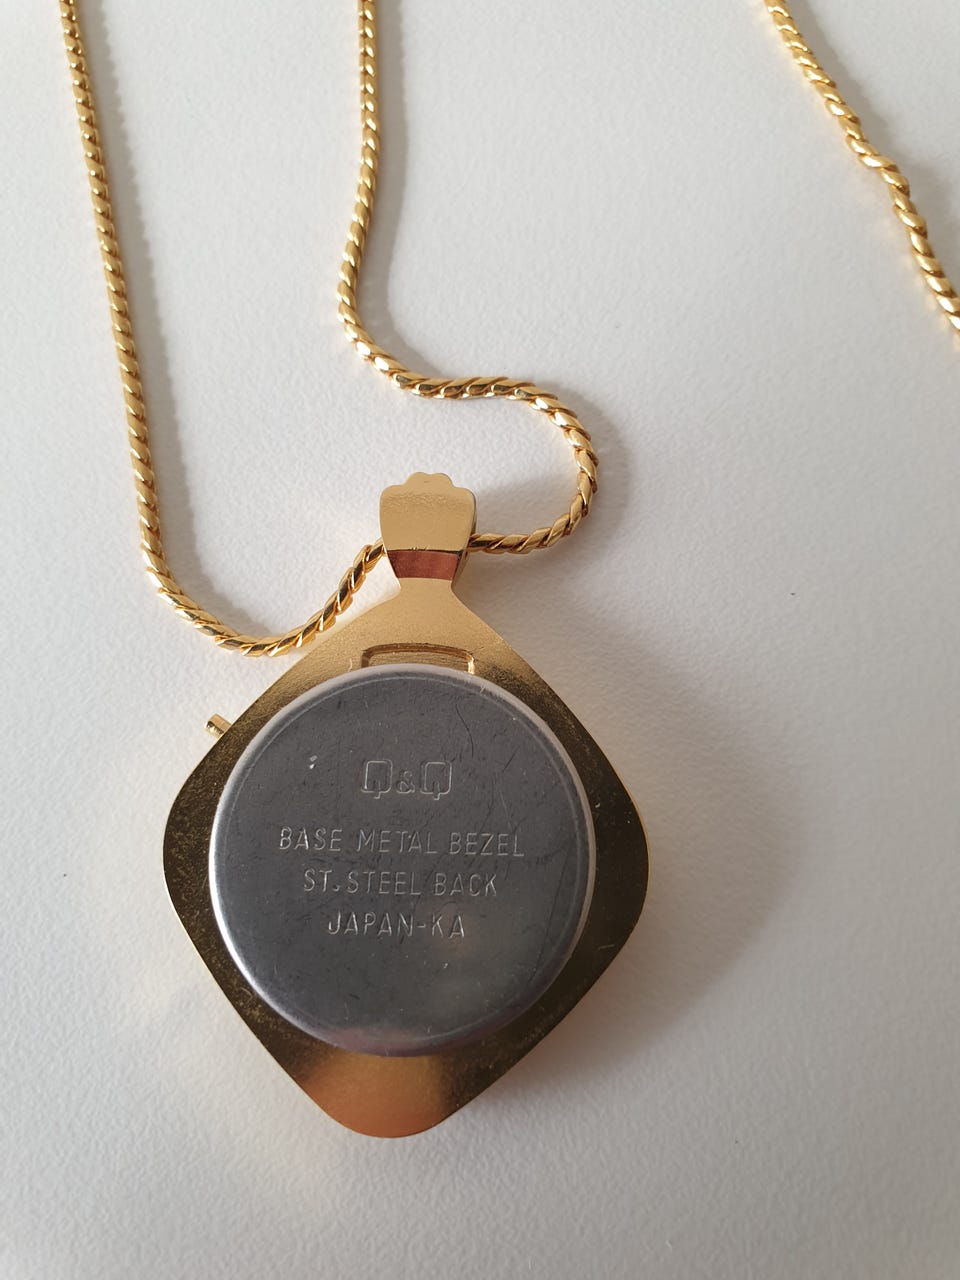 Q&Q
BASE METAL BEZEL
ST.STEEL BACK
JAPAN-KA